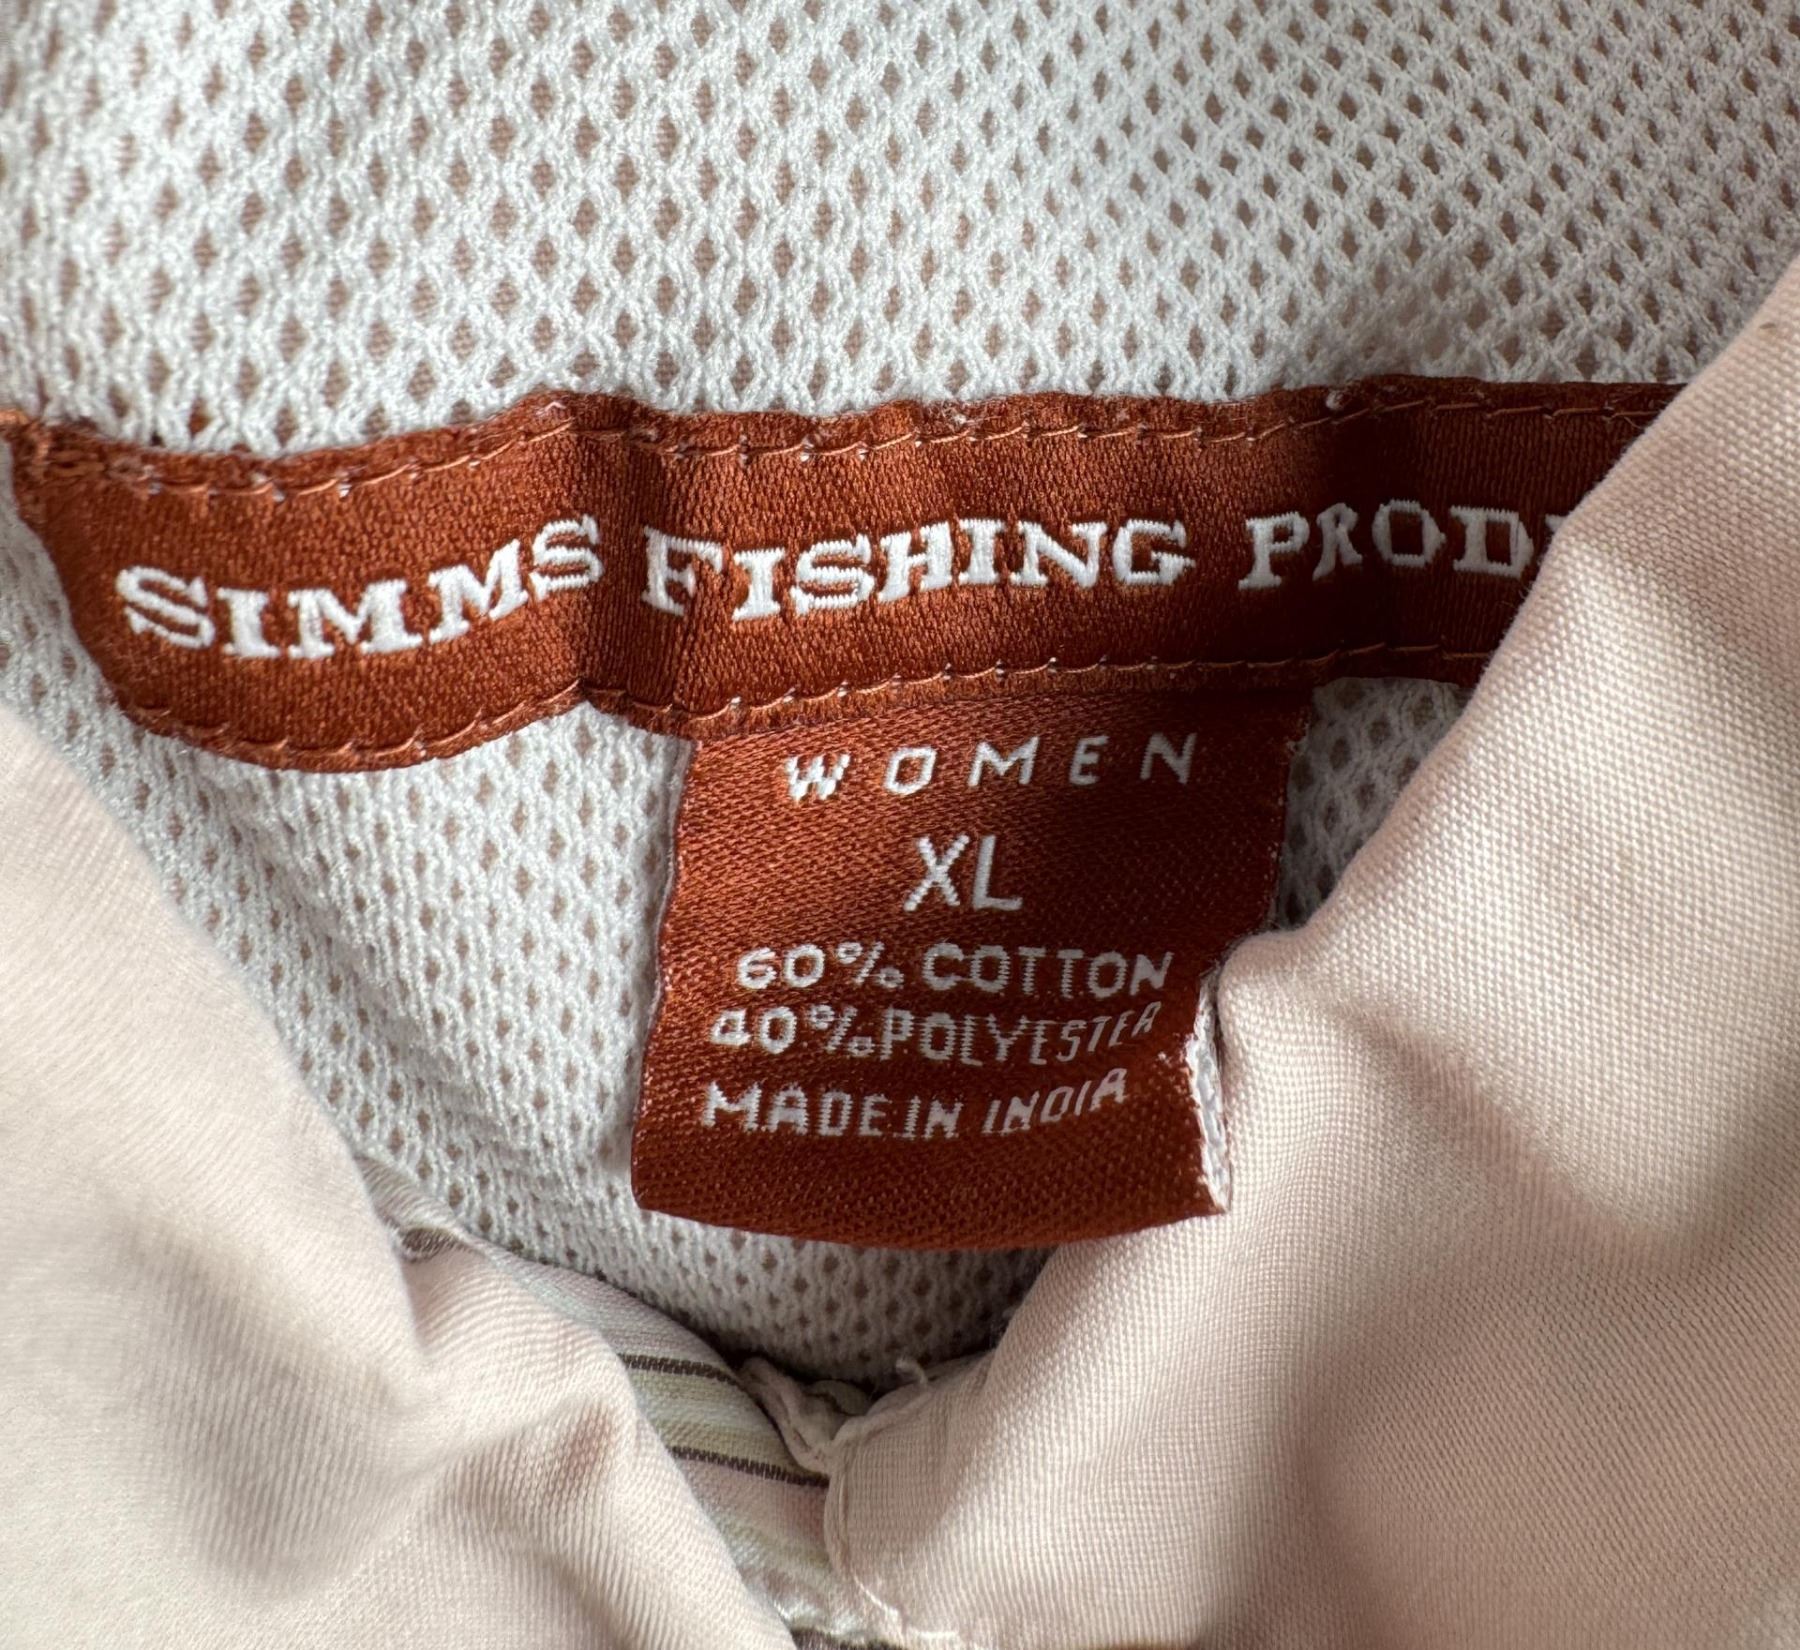 SIMMS FISHING PROD
WOMEN
XL
60% COTTON
40% POLYESTER
MADE IN INDIA